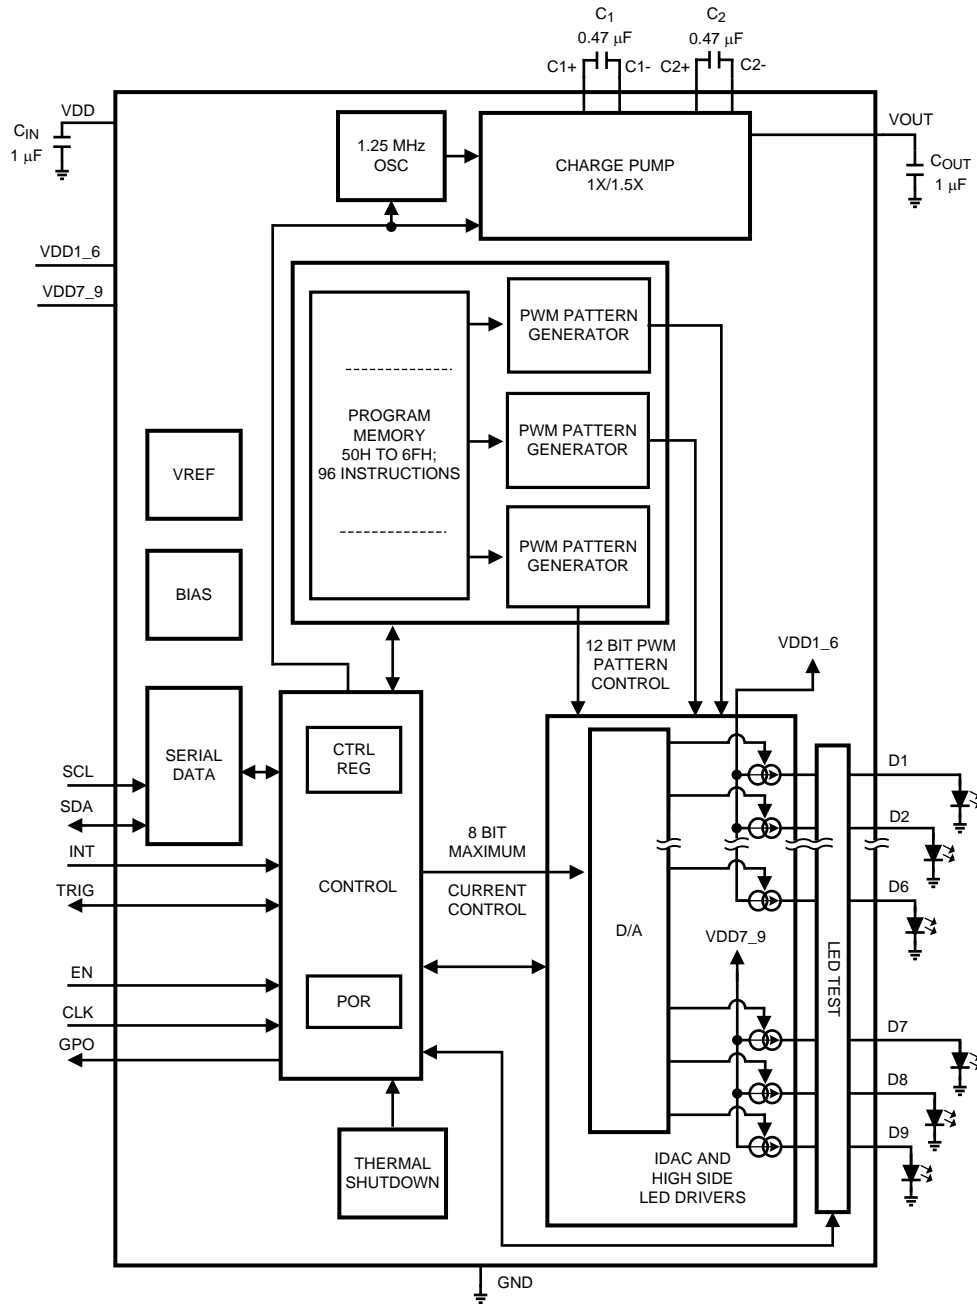 C1
0.47 μF
C2
0.47 μF
C1+
C1-
C2+
C2-
VDD
CIN
1 μF
1.25 MHz
OSC
CHARGE PUMP
1X/1.5X
VOUT
COUT
1 μF
VDD1_6
VDD7_9
PROGRAM
MEMORY
50H TO 6FH;
96 INSTRUCTIONS
PWM PATTERN
GENERATOR
PWM PATTERN
GENERATOR
PWM PATTERN
GENERATOR
VREF
BIAS
12 BIT PWM
PATTERN
CONTROL
VDD1_6
SERIAL
DATA
SCL
SDA
INT
TRIG
EN
CLK
GPO
CTRL
REG
CONTROL
POR
8 BIT
MAXIMUM
CURRENT
CONTROL
D/A
VDD7_9
LED TEST
D1
D2
D6
D7
D8
D9
IDAC AND
HIGH SIDE
LED DRIVERS
THERMAL
SHUTDOWN
GND